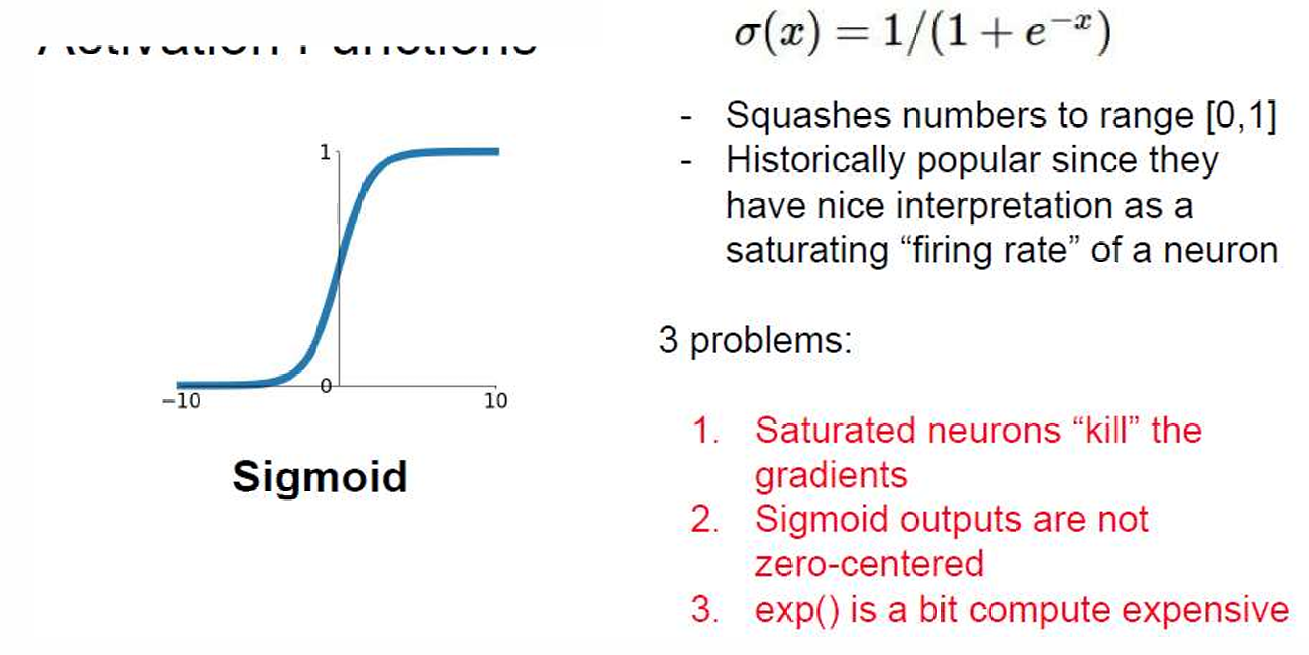 Activation Functions
σ(x) = 1/(1 + e^{-x})
- Squashes numbers to range [0,1]
- Historically popular since they
have nice interpretation as a
saturating “firing rate” of a neuron
3 problems:
1. Saturated neurons “kill” the
gradients
2. Sigmoid outputs are not
zero-centered
3. exp() is a bit compute expensive
1
0
−10
10
Sigmoid